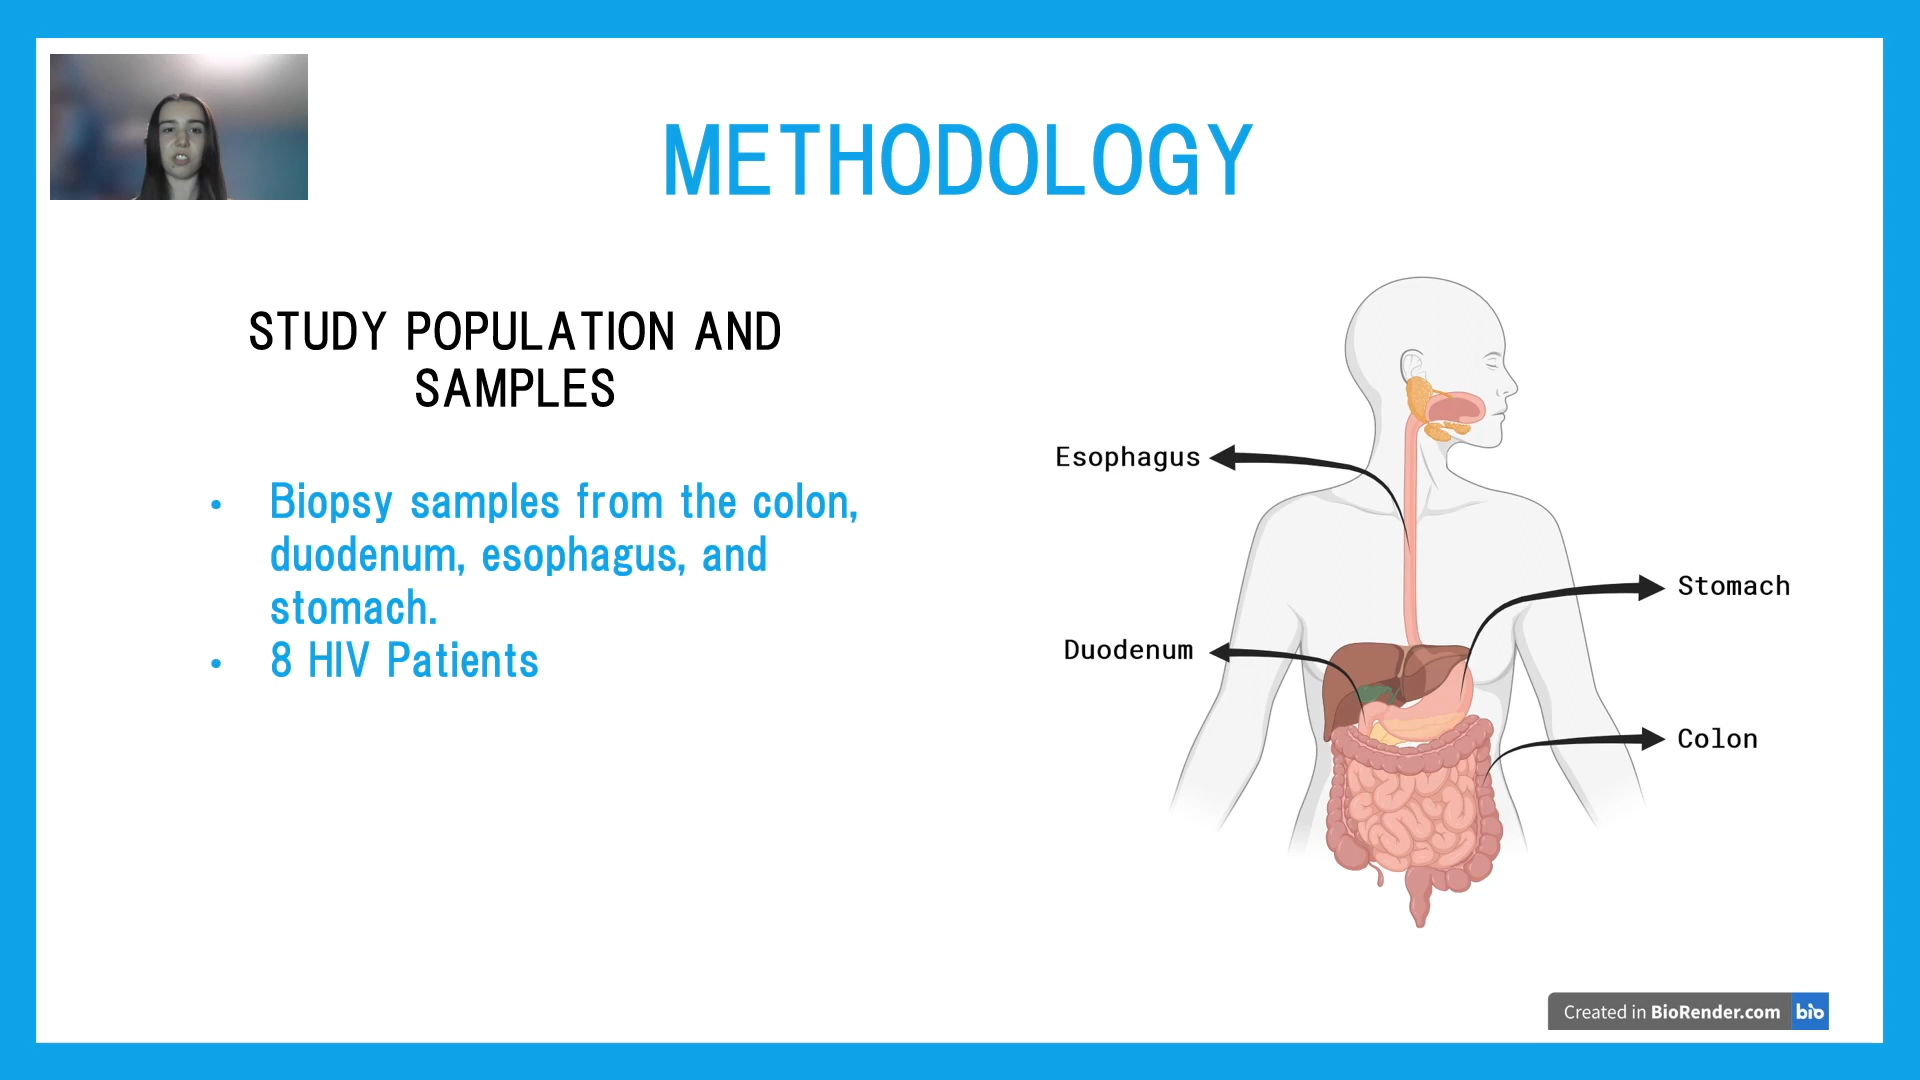 METHODOLOGY
STUDY POPULATION AND
SAMPLES
• Biopsy samples from the colon,
duodenum, esophagus, and
stomach.
• 8 HIV Patients
Esophagus
Stomach
Duodenum
Colon
Created in BioRender.com bio